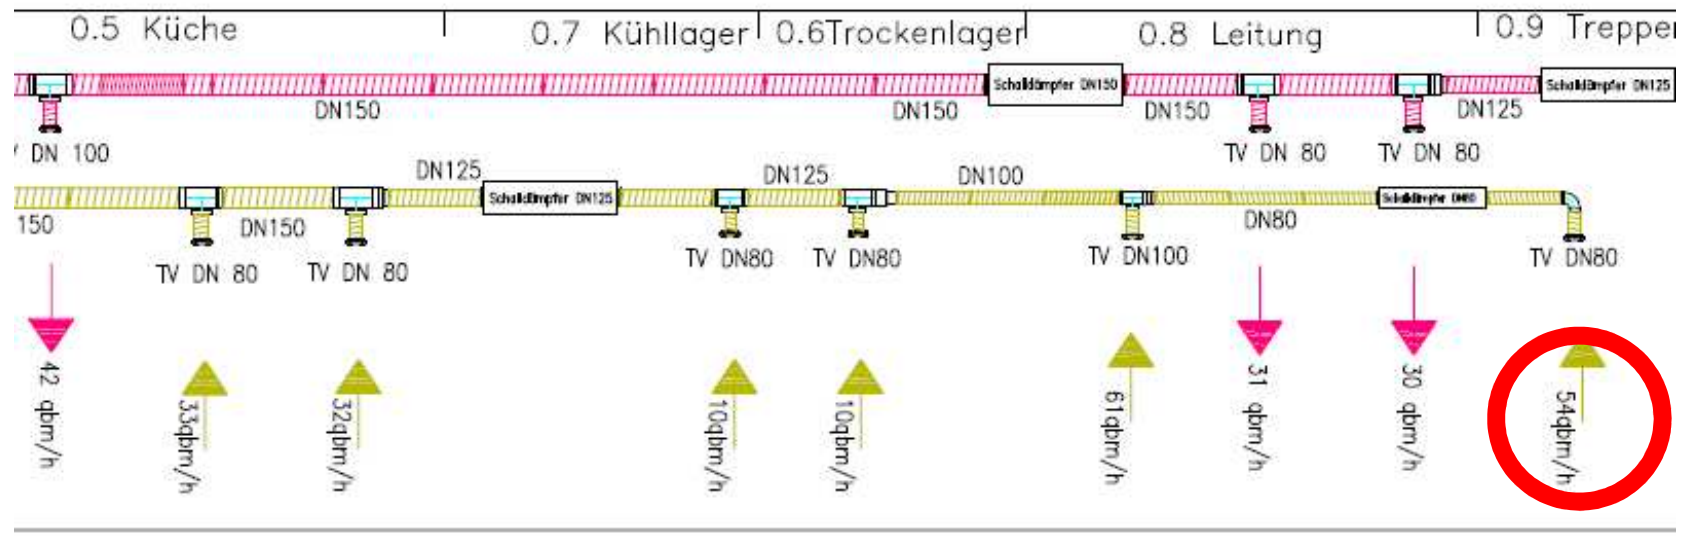 0.5 Küche
0.7 Kühllager
0.6Trockenlager
0.8 Leitung
0.9 Treppe
Schalldämpfer DN150
Schalldämpfer DN125
DN150
DN150
DN150
DN125
DN 100
TV DN 80
TV DN 80
DN125
DN125
DN100
Schalldämpfer DN125
Schalldämpfer DN80
150
DN150
DN80
TV DN 80
TV DN 80
TV DN80
TV DN80
TV DN100
TV DN80
42 qbm/h
33qbm/h
32qbm/h
10qbm/h
10qbm/h
61qbm/h
31 qbm/h
30 qbm/h
54qbm/h